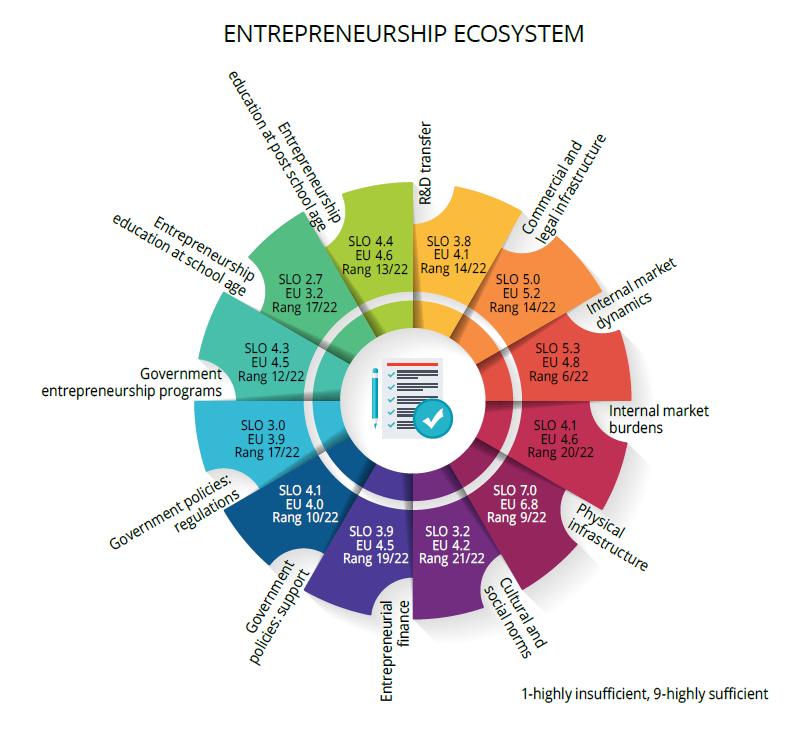 ENTREPRENEURSHIP ECOSYSTEM
Entrepreneurship
education at post school age
SLO 4.4
EU 4.6
Rang 13/22
R&D transfer
SLO 3.8
EU 4.1
Rang 14/22
Commercial and
legal infrastructure
SLO 5.0
EU 5.2
Rang 14/22
Internal market
dynamics
SLO 5.3
EU 4.8
Rang 6/22
Internal market
burdens
SLO 4.1
EU 4.6
Rang 20/22
Physical
infrastructure
SLO 7.0
EU 6.8
Rang 9/22
Cultural and
social norms
SLO 3.2
EU 4.2
Rang 21/22
Entrepreneurial
finance
SLO 3.9
EU 4.5
Rang 19/22
Government
policies: support
SLO 4.1
EU 4.0
Rang 10/22
Government policies:
regulations
SLO 3.0
EU 3.9
Rang 17/22
Government
entrepreneurship programs
SLO 4.3
EU 4.5
Rang 12/22
Entrepreneurship
education at school age
SLO 2.7
EU 3.2
Rang 17/22
1-highly insufficient, 9-highly sufficient